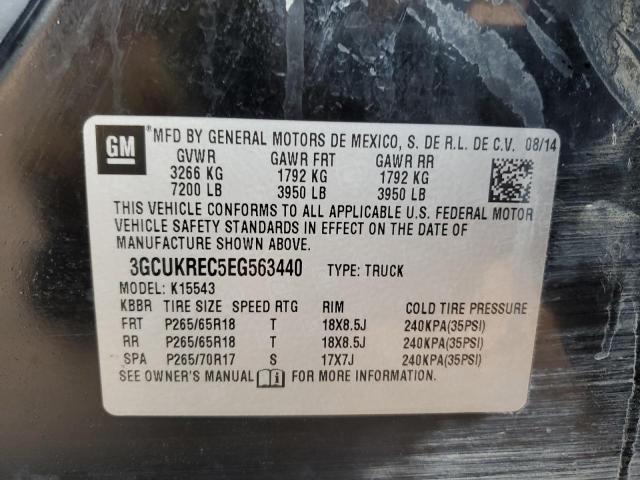 GM
®MFD BY GENERAL MOTORS DE MEXICO, S. DE R.L. DE C.V. 08/14
GVWR GAWR FRT GAWR RR
3266 KG 1792 KG 1792 KG
7200 LB 3950 LB 3950 LB
THIS VEHICLE CONFORMS TO ALL APPLICABLE U.S. FEDERAL MOTOR
VEHICLE SAFETY STANDARDS IN EFFECT ON THE DATE OF
MANUFACTURE SHOWN ABOVE.
3GCUKREC5EG563440 TYPE: TRUCK
MODEL: K15543
KBBR TIRE SIZE SPEED RTG RIM COLD TIRE PRESSURE
FRT P265/65R18 T 18X8.5J 240KPA(35PSI)
RR P265/65R18 T 18X8.5J 240KPA(35PSI)
SPA P265/70R17 S 17X7J 240KPA(35PSI)
SEE OWNER'S MANUAL FOR MORE INFORMATION.